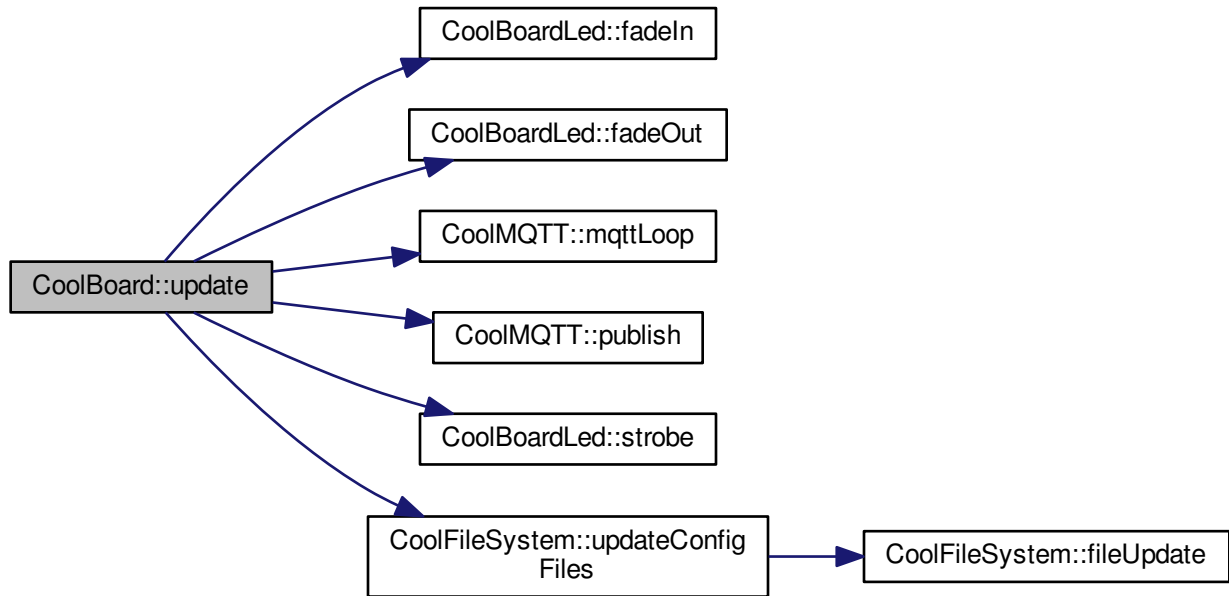 CoolBoardLed::fadeIn
CoolBoardLed::fadeOut
CoolMQTT::mqttLoop
CoolBoard::update
CoolMQTT::publish
CoolBoardLed::strobe
CoolFileSystem::updateConfig
Files
CoolFileSystem::fileUpdate